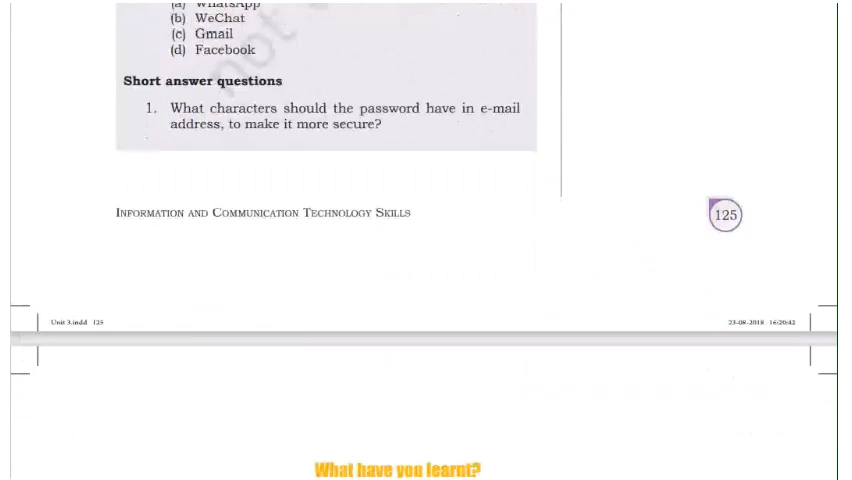 (a) WhatsApp
(b) WeChat
(c) Gmail
(d) Facebook
Short answer questions
1. What characters should the password have in e-mail
address, to make it more secure?
INFORMATION AND COMMUNICATION TECHNOLOGY SKILLS
125
Unit 3.indd 125
23-08-2018 16:20:42
What have you learnt?